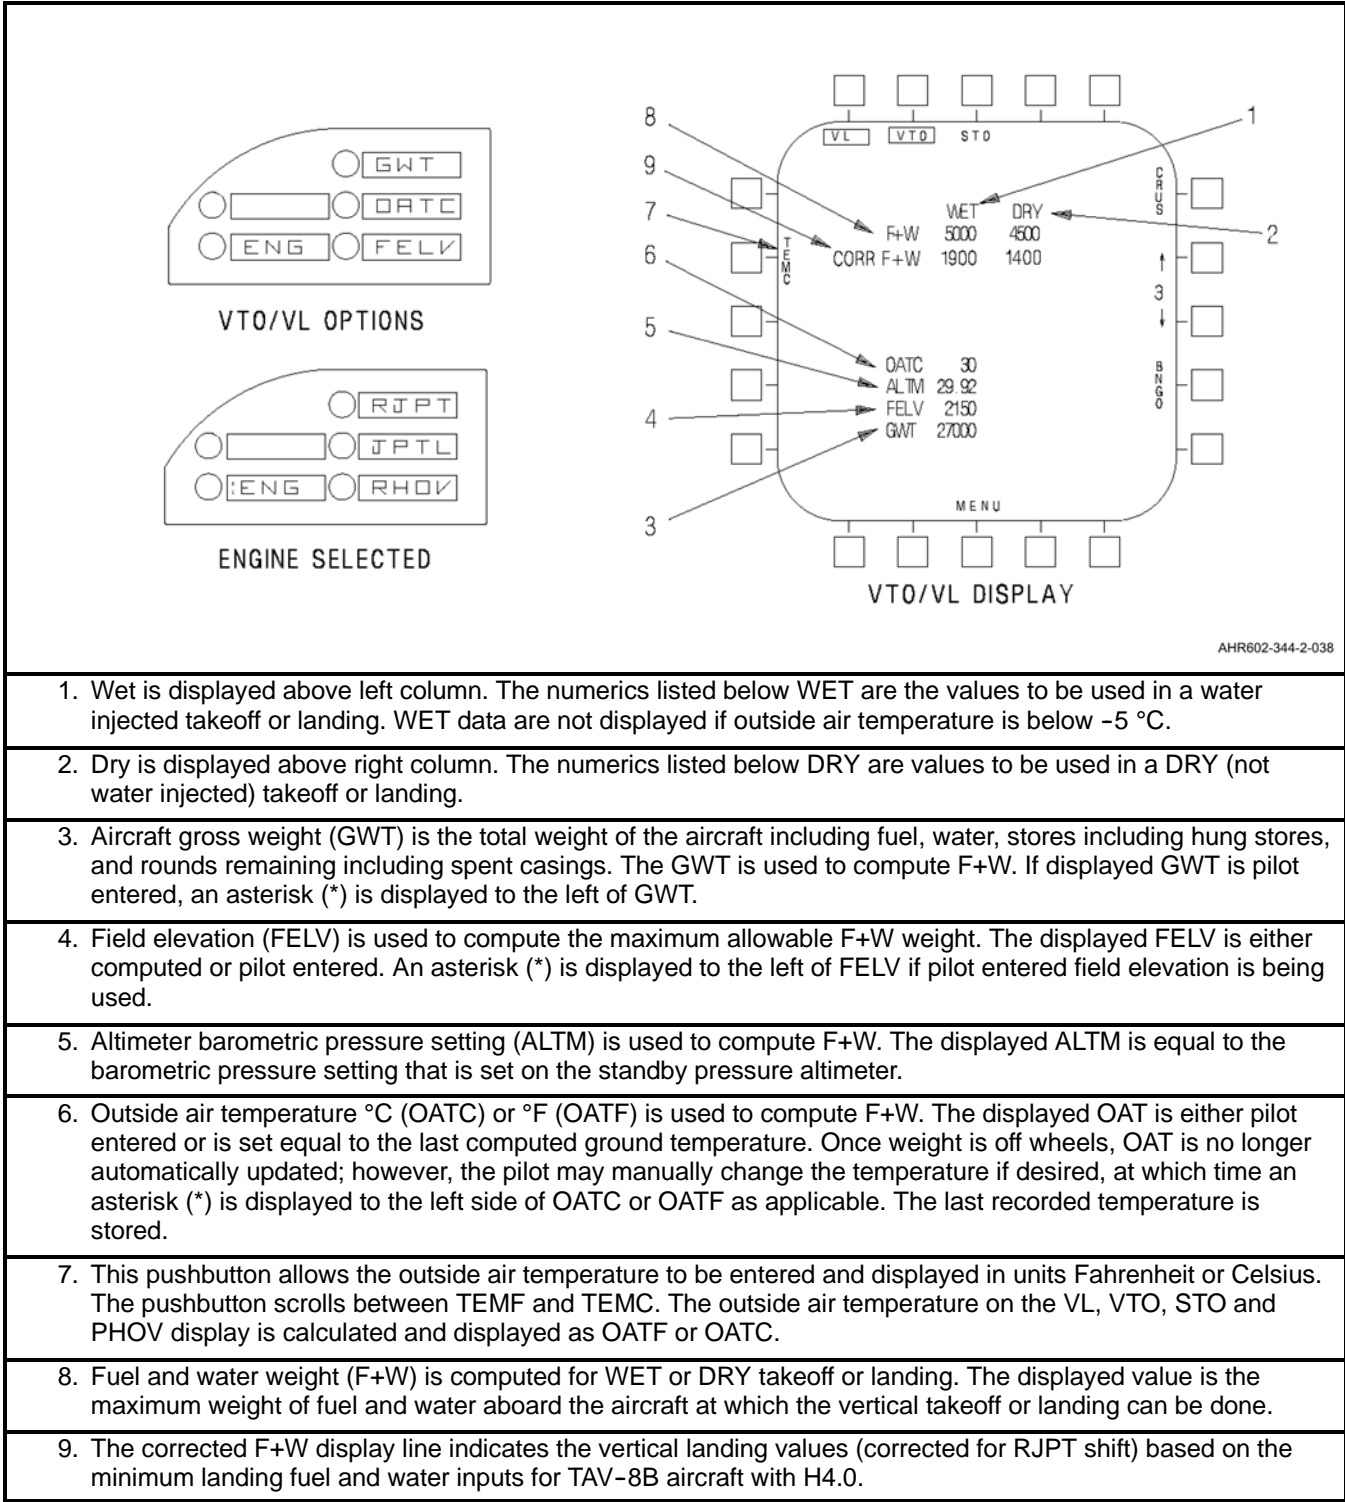 GWT
OATC
ENG FELV
VTO/VL OPTIONS
RJPT
JPTL
:ENG RHOV
ENGINE SELECTED
8
9
7
6
5
4
3
1
2
VL VTO STO
CRUS
WET DRY
F+W 5000 4500
CORR F+W 1900 1400
TEMC
3
BNGO
OATC 30
ALTM 29.92
FELV 2150
GWT 27000
MENU
VTO/VL DISPLAY
AHR602-344-2-038
1. Wet is displayed above left column. The numerics listed below WET are the values to be used in a water
injected takeoff or landing. WET data are not displayed if outside air temperature is below −5 °C.
2. Dry is displayed above right column. The numerics listed below DRY are values to be used in a DRY (not
water injected) takeoff or landing.
3. Aircraft gross weight (GWT) is the total weight of the aircraft including fuel, water, stores including hung stores,
and rounds remaining including spent casings. The GWT is used to compute F+W. If displayed GWT is pilot
entered, an asterisk (*) is displayed to the left of GWT.
4. Field elevation (FELV) is used to compute the maximum allowable F+W weight. The displayed FELV is either
computed or pilot entered. An asterisk (*) is displayed to the left of FELV if pilot entered field elevation is being
used.
5. Altimeter barometric pressure setting (ALTM) is used to compute F+W. The displayed ALTM is equal to the
barometric pressure setting that is set on the standby pressure altimeter.
6. Outside air temperature °C (OATC) or °F (OATF) is used to compute F+W. The displayed OAT is either pilot
entered or is set equal to the last computed ground temperature. Once weight is off wheels, OAT is no longer
automatically updated; however, the pilot may manually change the temperature if desired, at which time an
asterisk (*) is displayed to the left side of OATC or OATF as applicable. The last recorded temperature is
stored.
7. This pushbutton allows the outside air temperature to be entered and displayed in units Fahrenheit or Celsius.
The pushbutton scrolls between TEMF and TEMC. The outside air temperature on the VL, VTO, STO and
PHOV display is calculated and displayed as OATF or OATC.
8. Fuel and water weight (F+W) is computed for WET or DRY takeoff or landing. The displayed value is the
maximum weight of fuel and water aboard the aircraft at which the vertical takeoff or landing can be done.
9. The corrected F+W display line indicates the vertical landing values (corrected for RJPT shift) based on the
minimum landing fuel and water inputs for TAV−8B aircraft with H4.0.